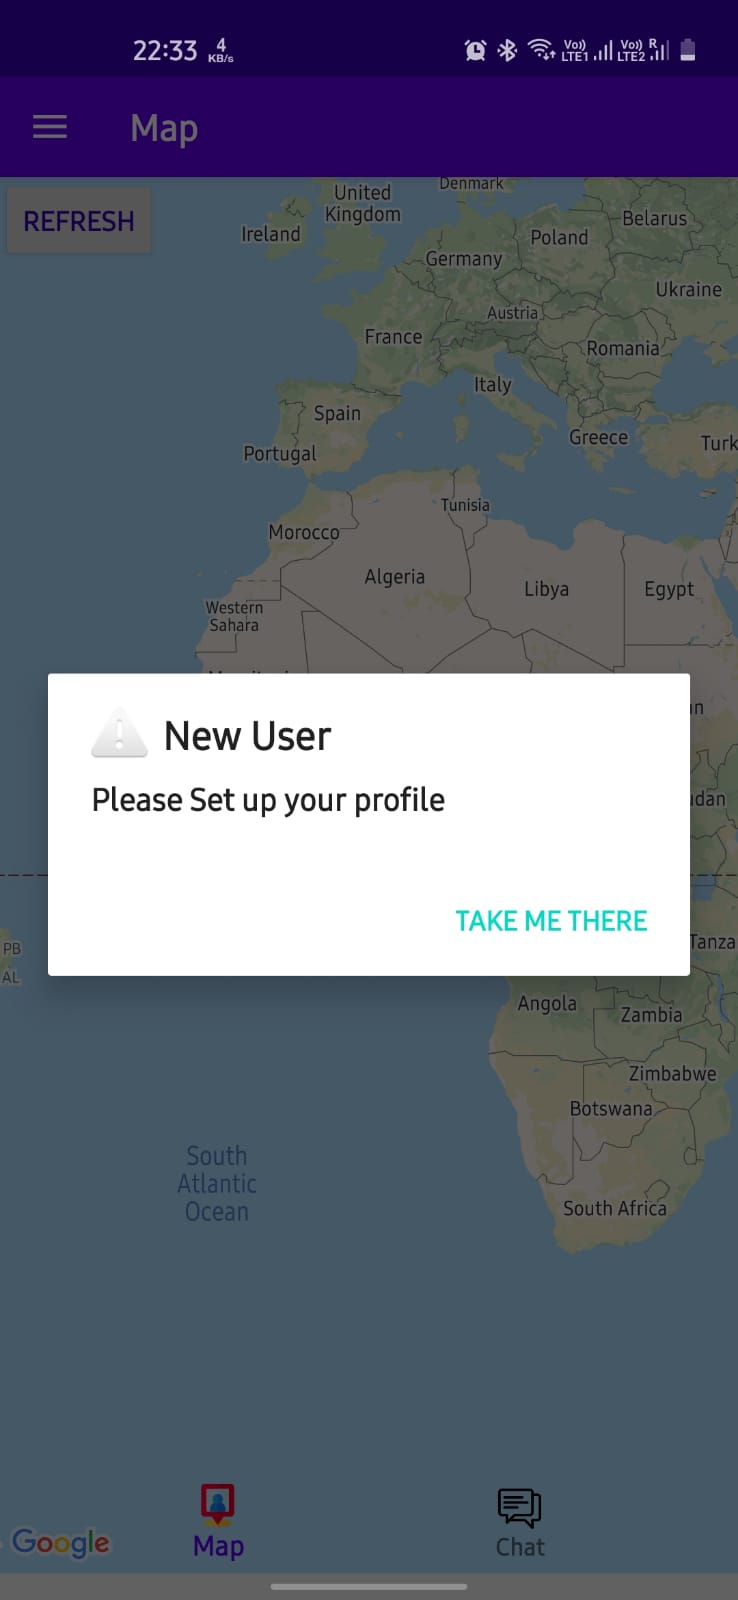 22:33
4
KB/s
Vo))
LTE1
Vo))
LTE2
R
Map
REFRESH
Denmark
United
Kingdom
Ireland
Belarus
Poland
Germany
Ukraine
Austria
France
Romania
Italy
Spain
Greece
Portugal
Turk
Tunisia
Morocco
Algeria
Libya
Egypt
Western
Sahara
New User
Please Set up your profile
dan
TAKE ME THERE
PB
AL
Tanza
Angola
Zambia
Zimbabwe
Botswana
South
Atlantic
Ocean
South Africa
Google
Map
Chat